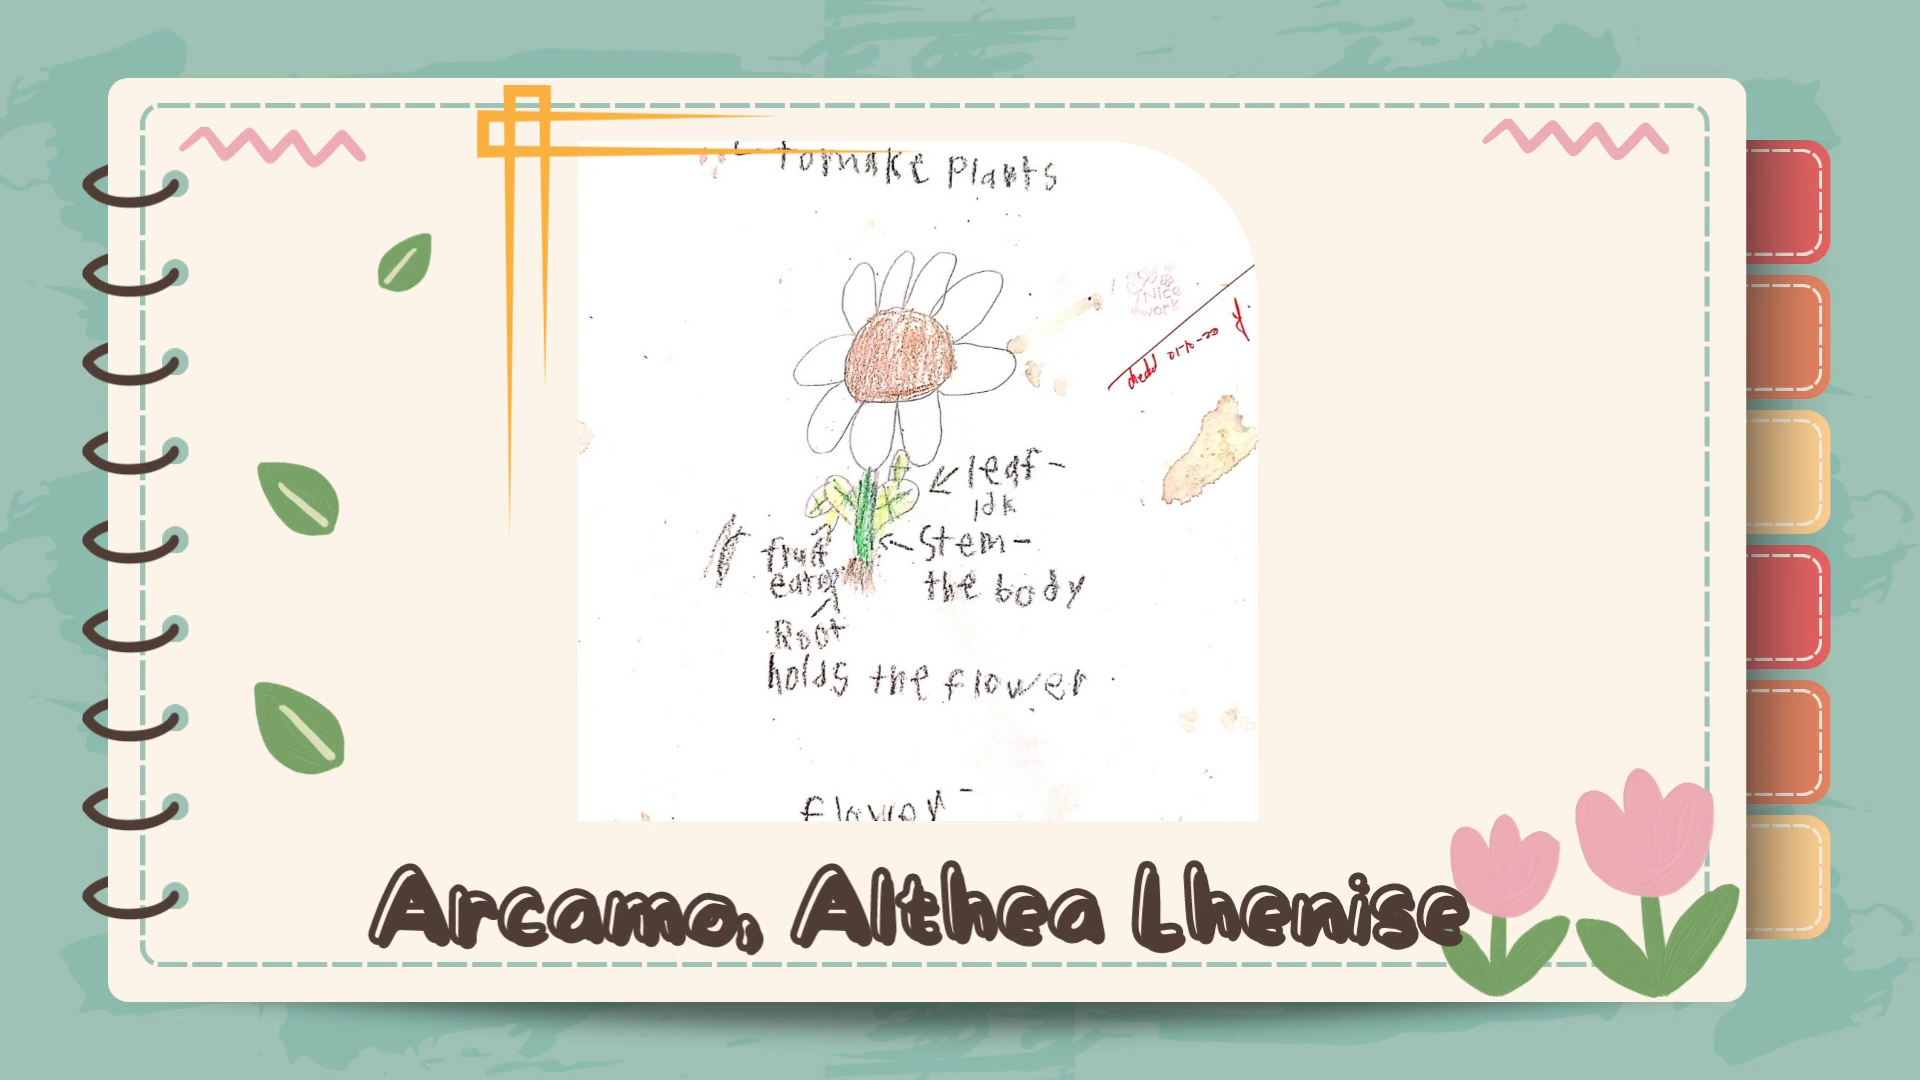 to make Plants
Nice
work
leaf-
idk
stem-
the body
fruit
Root
holds the flower
flower-
Arcamo, Althea Lhenise